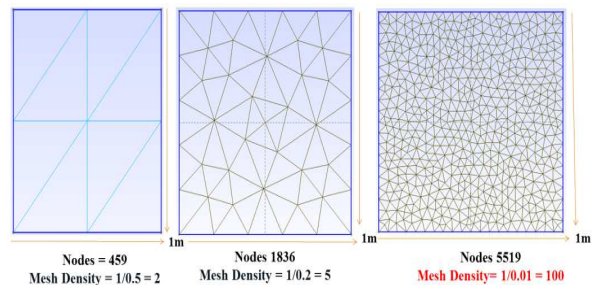 1m
1m
1m
Nodes = 459
Mesh Density = 1/0.5 = 2
Nodes 1836
Mesh Density = 1/0.2 = 5
Nodes 5519
Mesh Density= 1/0.01 = 100